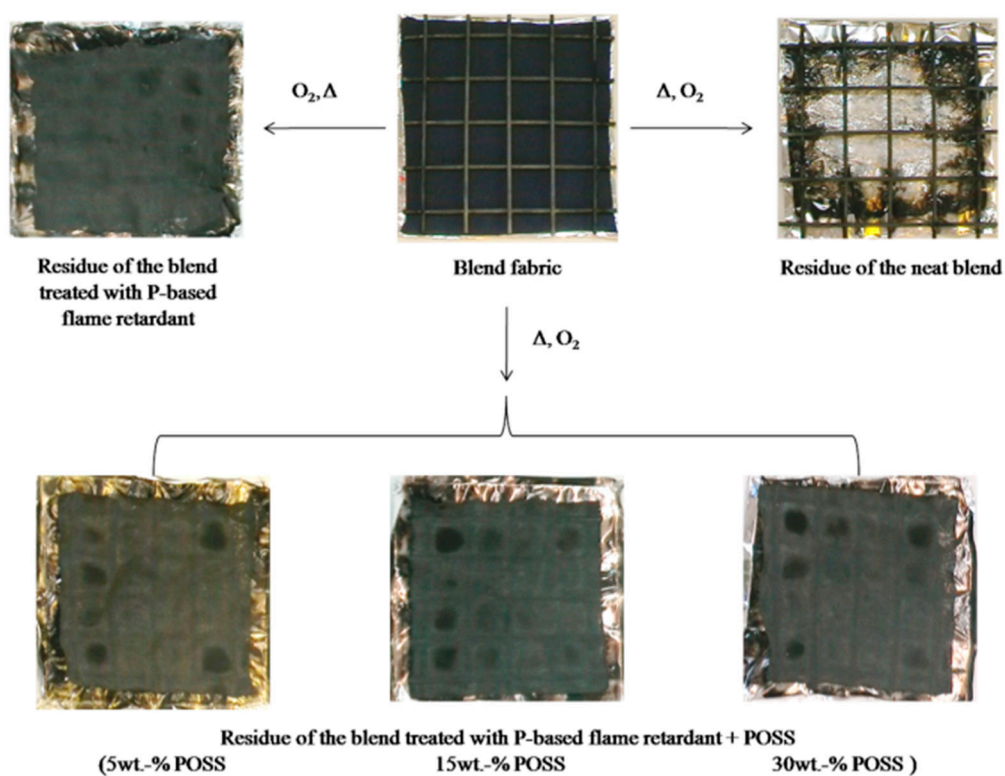 O₂, Δ
Δ, O₂
Residue of the blend
treated with P-based
flame retardant
Blend fabric
Residue of the neat blend
Δ, O₂
Residue of the blend treated with P-based flame retardant + POSS
(5wt.-% POSS 15wt.-% POSS 30wt.-% POSS )